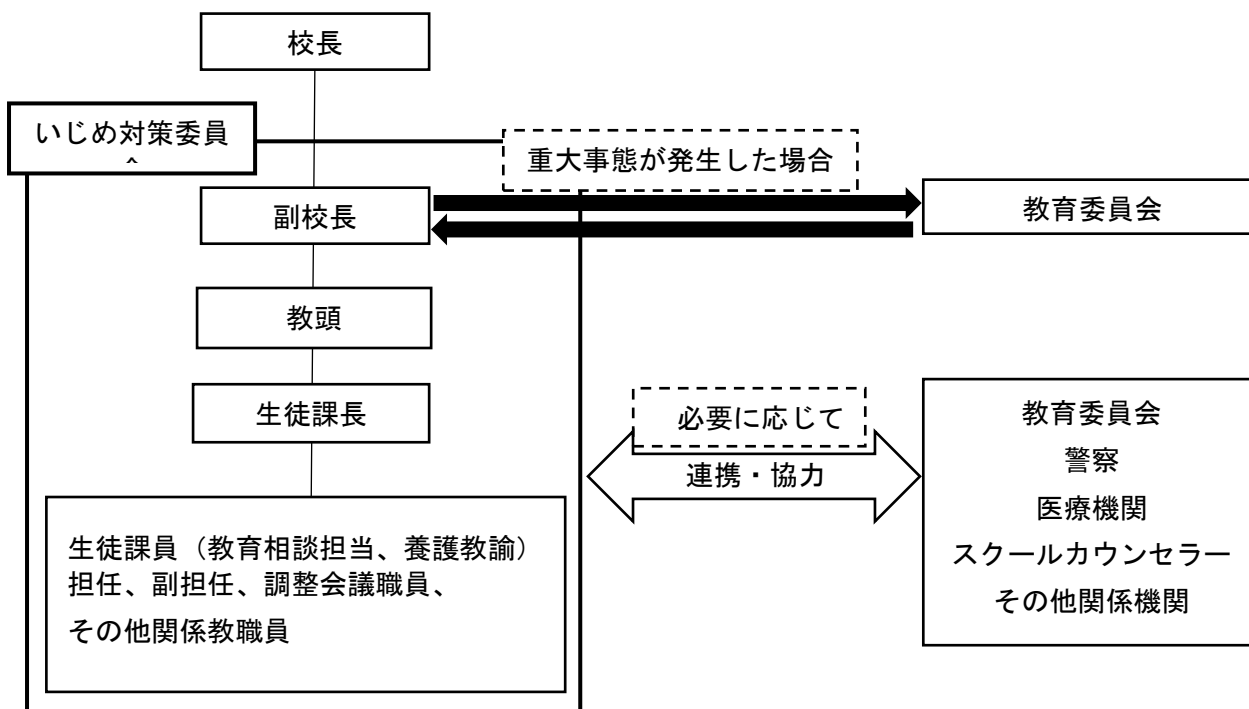 校長
いじめ対策委員
重大事態が発生した場合
副校長
教育委員会
教頭
生徒課長
必要に応じて
連携・協力
教育委員会
警察
医療機関
スクールカウンセラー
その他関係機関
生徒課員（教育相談担当、養護教諭）
担任、副担任、調整会議職員、
その他関係教職員